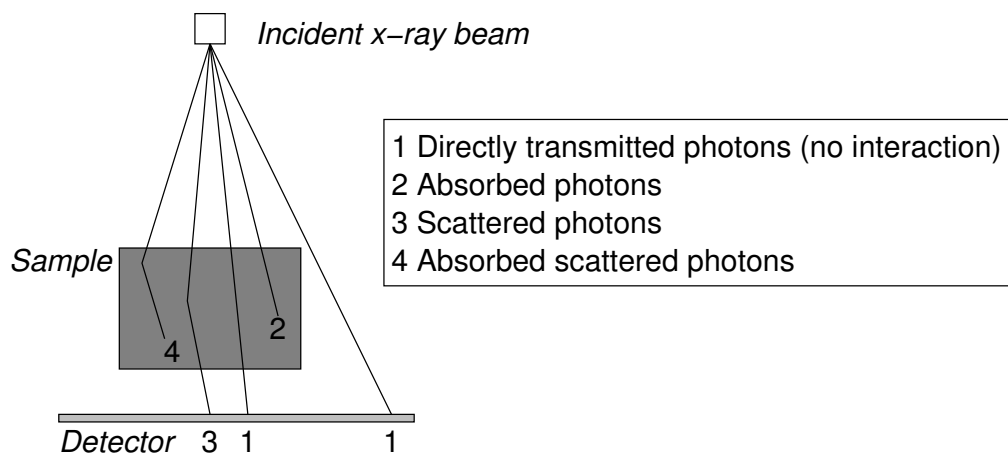 Incident x−ray beam
1 Directly transmitted photons (no interaction)
2 Absorbed photons
3 Scattered photons
4 Absorbed scattered photons
Sample
2
4
Detector 3 1 1